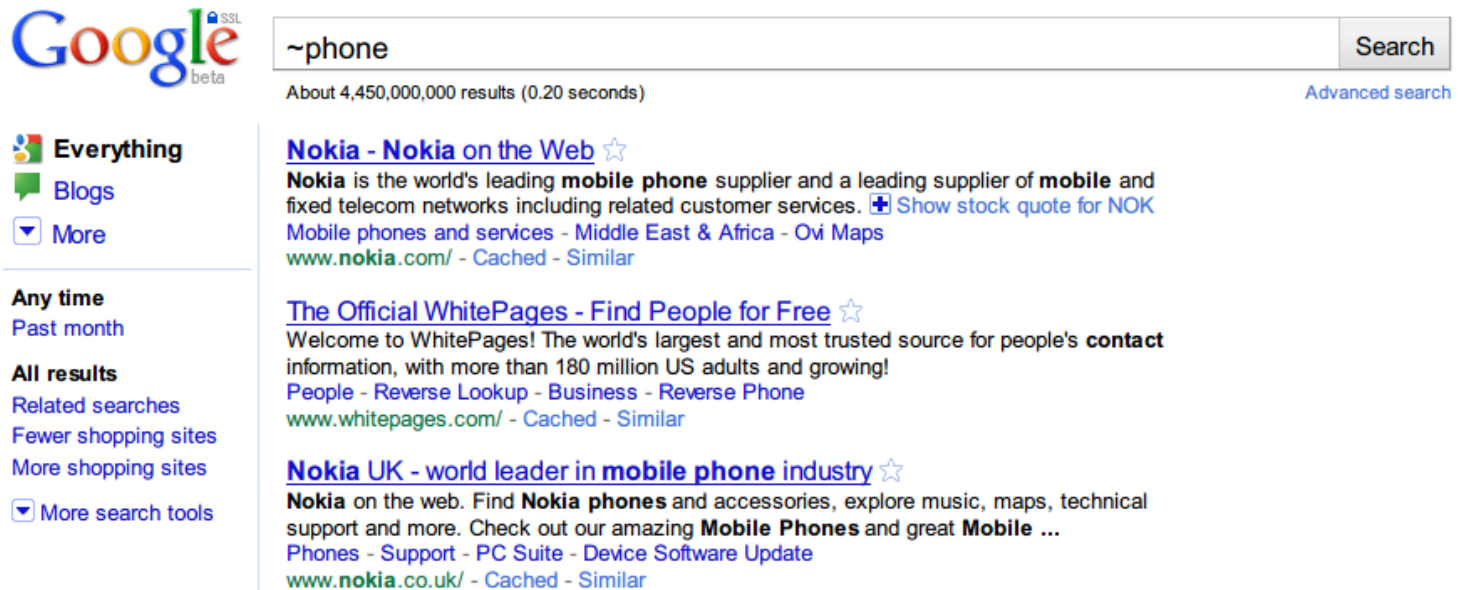 Google SSL
beta
~phone
Search
About 4,450,000,000 results (0.20 seconds)
Advanced search
Everything
Blogs
More
Any time
Past month
All results
Related searches
Fewer shopping sites
More shopping sites
More search tools
Nokia - Nokia on the Web
Nokia is the world's leading mobile phone supplier and a leading supplier of mobile and
fixed telecom networks including related customer services. Show stock quote for NOK
Mobile phones and services - Middle East & Africa - Ovi Maps
www.nokia.com/ - Cached - Similar
The Official WhitePages - Find People for Free
Welcome to WhitePages! The world's largest and most trusted source for people's contact
information, with more than 180 million US adults and growing!
People - Reverse Lookup - Business - Reverse Phone
www.whitepages.com/ - Cached - Similar
Nokia UK - world leader in mobile phone industry
Nokia on the web. Find Nokia phones and accessories, explore music, maps, technical
support and more. Check out our amazing Mobile Phones and great Mobile ...
Phones - Support - PC Suite - Device Software Update
www.nokia.co.uk/ - Cached - Similar